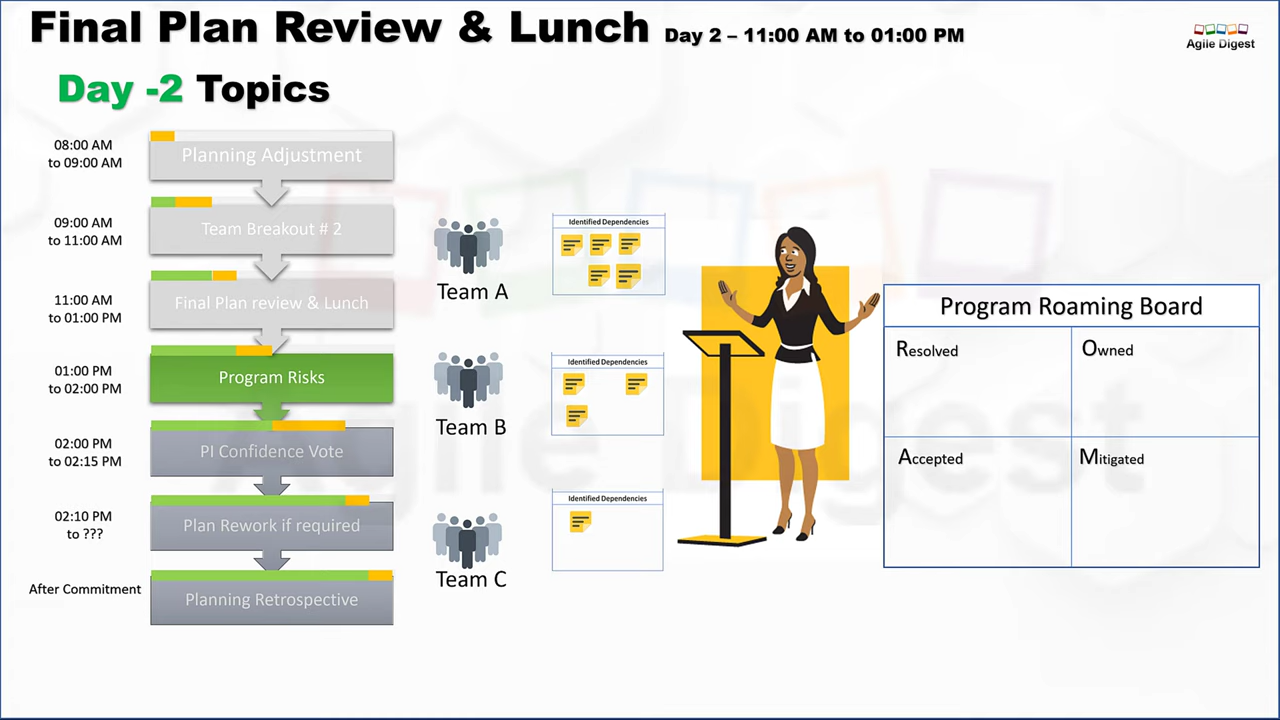 Final Plan Review & Lunch Day 2 – 11:00 AM to 01:00 PM
Agile Digest
Day -2 Topics
08:00 AM
to 09:00 AM
Planning Adjustment
09:00 AM
to 11:00 AM
Team Breakout # 2
11:00 AM
to 01:00 PM
Final Plan review & Lunch
01:00 PM
to 02:00 PM
Program Risks
02:00 PM
to 02:15 PM
PI Confidence Vote
02:10 PM
to ???
Plan Rework if required
After Commitment
Planning Retrospective
Team A
Identified Dependencies
Team B
Identified Dependencies
Team C
Identified Dependencies
Program Roaming Board
Resolved
Owned
Accepted
Mitigated
Agile Digest